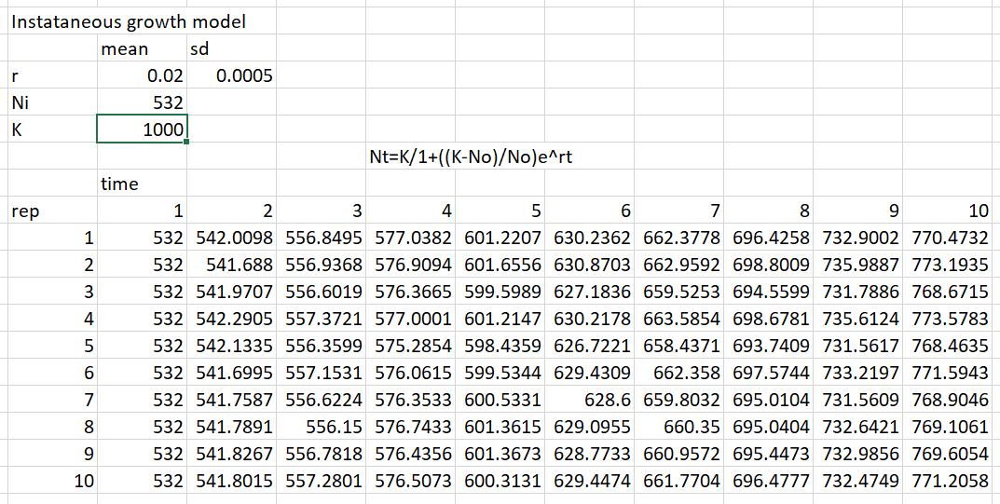 Instataneous growth model
mean sd
r 0.02 0.0005
Ni 532
K 1000
Nt=K/1+((K-No)/No)e^rt
time
rep 1 2 3 4 5 6 7 8 9 10
1 532 542.0098 556.8495 577.0382 601.2207 630.2362 662.3778 696.4258 732.9002 770.4732
2 532 541.688 556.9368 576.9094 601.6556 630.8703 662.9592 698.8009 735.9887 773.1935
3 532 541.9707 556.6019 576.3665 599.5989 627.1836 659.5253 694.5599 731.7886 768.6715
4 532 542.2905 557.3721 577.0001 601.2147 630.2178 663.5854 698.6781 735.6124 773.5783
5 532 542.1335 556.3599 575.2854 598.4359 626.7221 658.4371 693.7409 731.5617 768.4635
6 532 541.6995 557.1531 576.0615 599.5344 629.4309 662.358 697.5744 733.2197 771.5943
7 532 541.7587 556.6224 576.3533 600.5331 628.6 659.8032 695.0104 731.5609 768.9046
8 532 541.7891 556.15 576.7433 601.3615 629.0955 660.35 695.0404 732.6421 769.1061
9 532 541.8267 556.7818 576.4356 601.3673 628.7733 660.9572 695.4473 732.9856 769.6054
10 532 541.8015 557.2801 576.5073 600.3131 629.4474 661.7704 696.4777 732.4749 771.2058